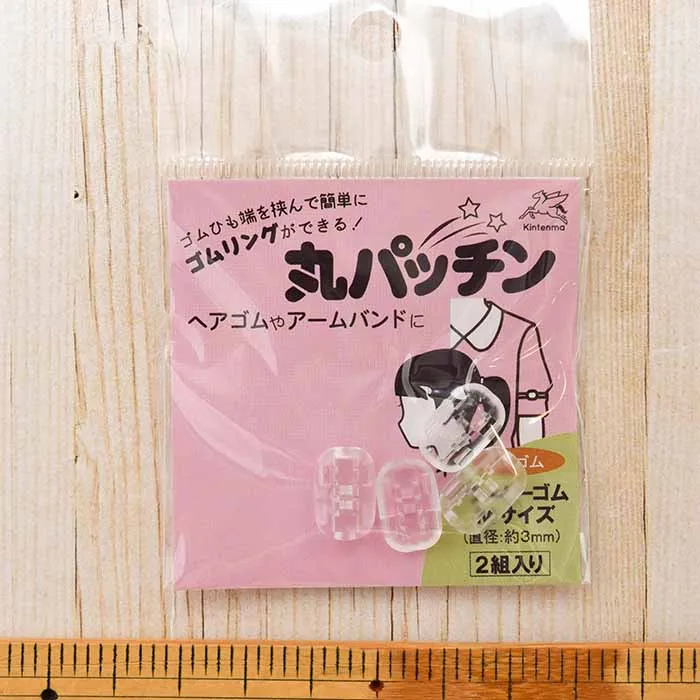 ゴムひも端を挟んで簡単に
ゴムリングができる！
Kintenma
丸パッチン
ヘアゴムやアームバンドに
ゴム
ーゴム
サイズ
(直径:約3mm)
2組入り